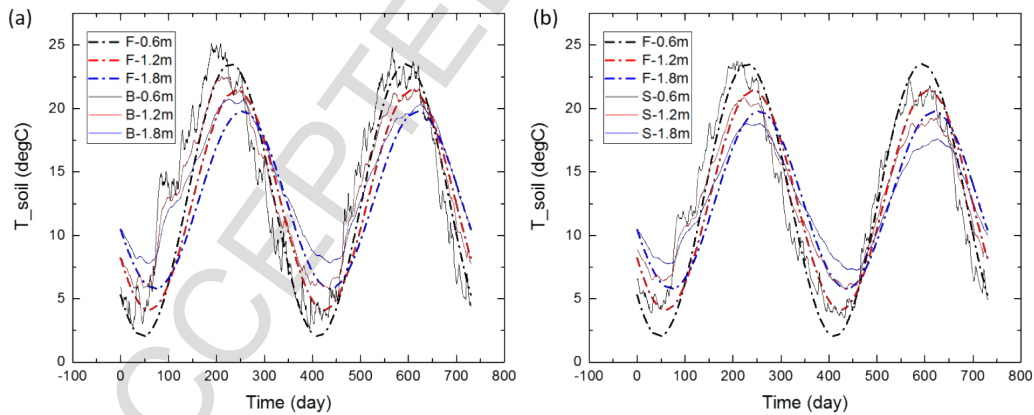 (a)
25
20
15
10
5
0
T_soil (degC)
F-0.6m
F-1.2m
F-1.8m
B-0.6m
B-1.2m
B-1.8m
-100 0 100 200 300 400 500 600 700 800
Time (day)
(b)
25
20
15
10
5
0
T_soil (degC)
F-0.6m
F-1.2m
F-1.8m
S-0.6m
S-1.2m
S-1.8m
-100 0 100 200 300 400 500 600 700 800
Time (day)
CCEPTE